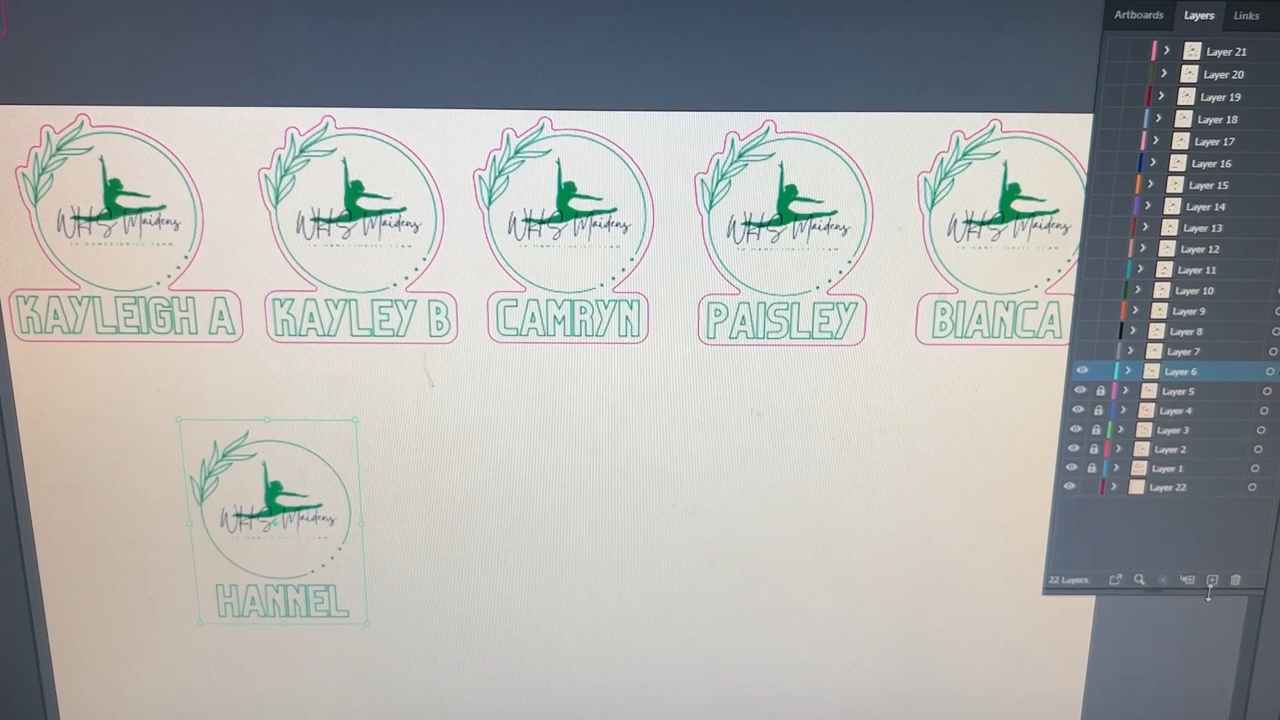 Artboards Layers Links
Layer 21
Layer 20
Layer 19
Layer 18
Layer 17
Layer 16
Layer 15
Layer 14
Layer 13
Layer 12
Layer 11
Layer 10
Layer 9
Layer 8
Layer 7
Layer 6
Layer 5
Layer 4
Layer 3
Layer 2
Layer 1
Layer 22
22 Layers
WHS Maidens
KAYLEIGH A
WHS Maidens
KAYLEY B
WHS Maidens
CAMRYN
WHS Maidens
PAISLEY
WHS Maidens
BIANCA
WHS Maidens
HANNEL